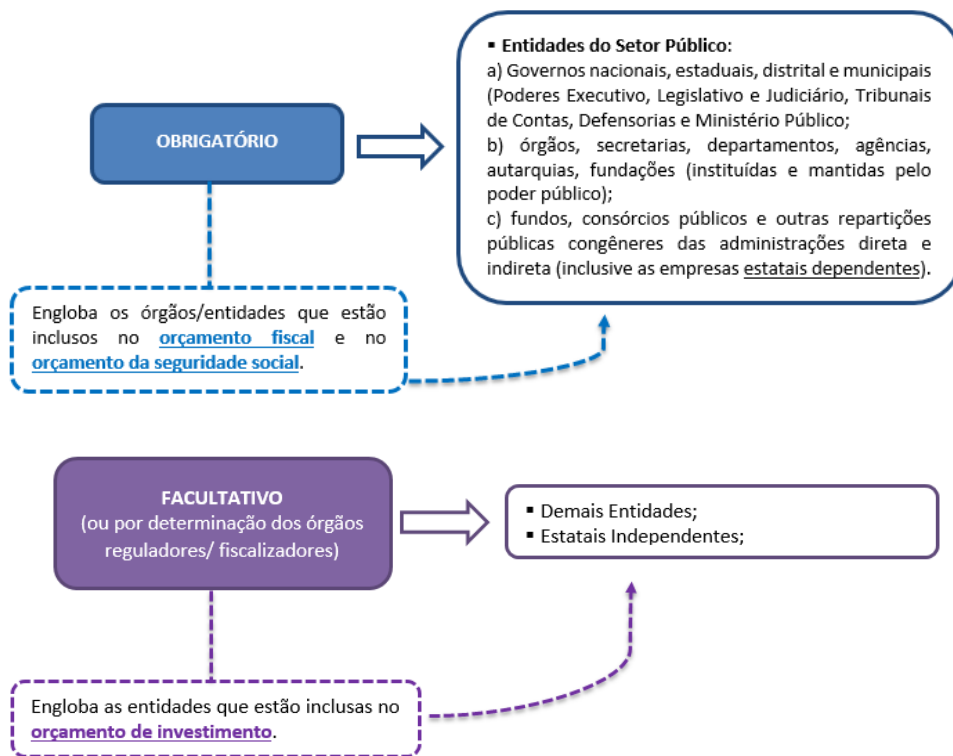 ▪ Entidades do Setor Público:
a) Governos nacionais, estaduais, distrital e municipais
(Poderes Executivo, Legislativo e Judiciário, Tribunais
de Contas, Defensorias e Ministério Público;
b) órgãos, secretarias, departamentos, agências,
autarquias, fundações (instituídas e mantidas pelo
poder público);
c) fundos, consórcios públicos e outras repartições
públicas congêneres das administrações direta e
indireta (inclusive as empresas estatais dependentes).
OBRIGATÓRIO
Engloba os órgãos/entidades que estão
inclusos no orçamento fiscal e no
orçamento da seguridade social.
FACULTATIVO
(ou por determinação dos órgãos
reguladores/ fiscalizadores)
▪ Demais Entidades;
▪ Estatais Independentes;
Engloba as entidades que estão inclusas no
orçamento de investimento.